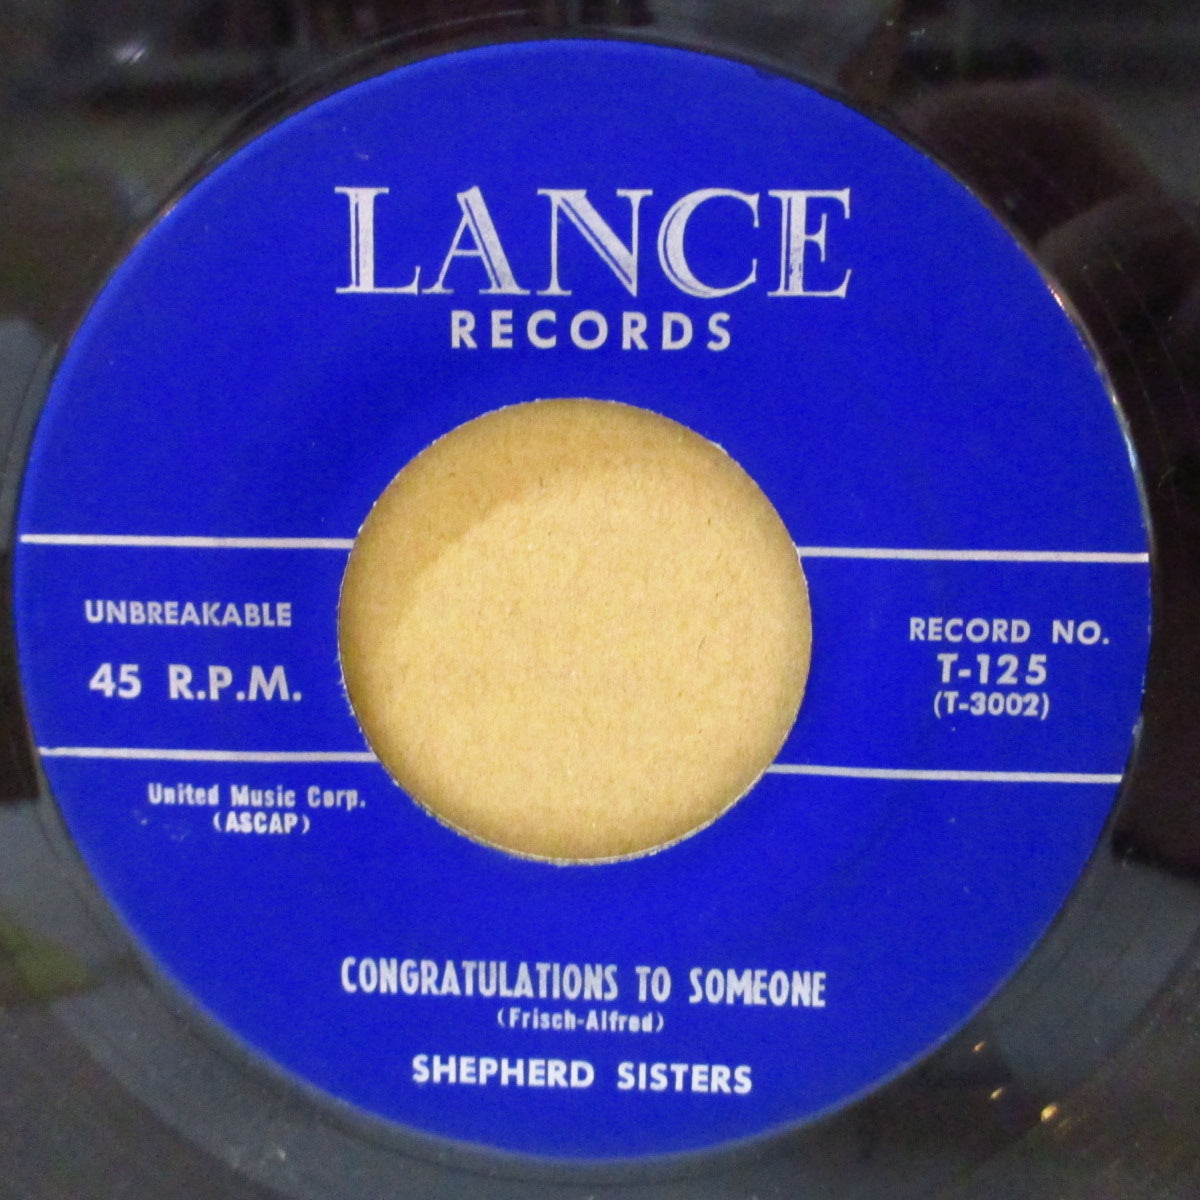 LANCE
RECORDS
UNBREAKABLE
45 R.P.M.
RECORD NO.
T-125
(T-3002)
United Music Corp.
(ASCAP)
CONGRATULATIONS TO SOMEONE
(Frisch-Alfred)
SHEPHERD SISTERS